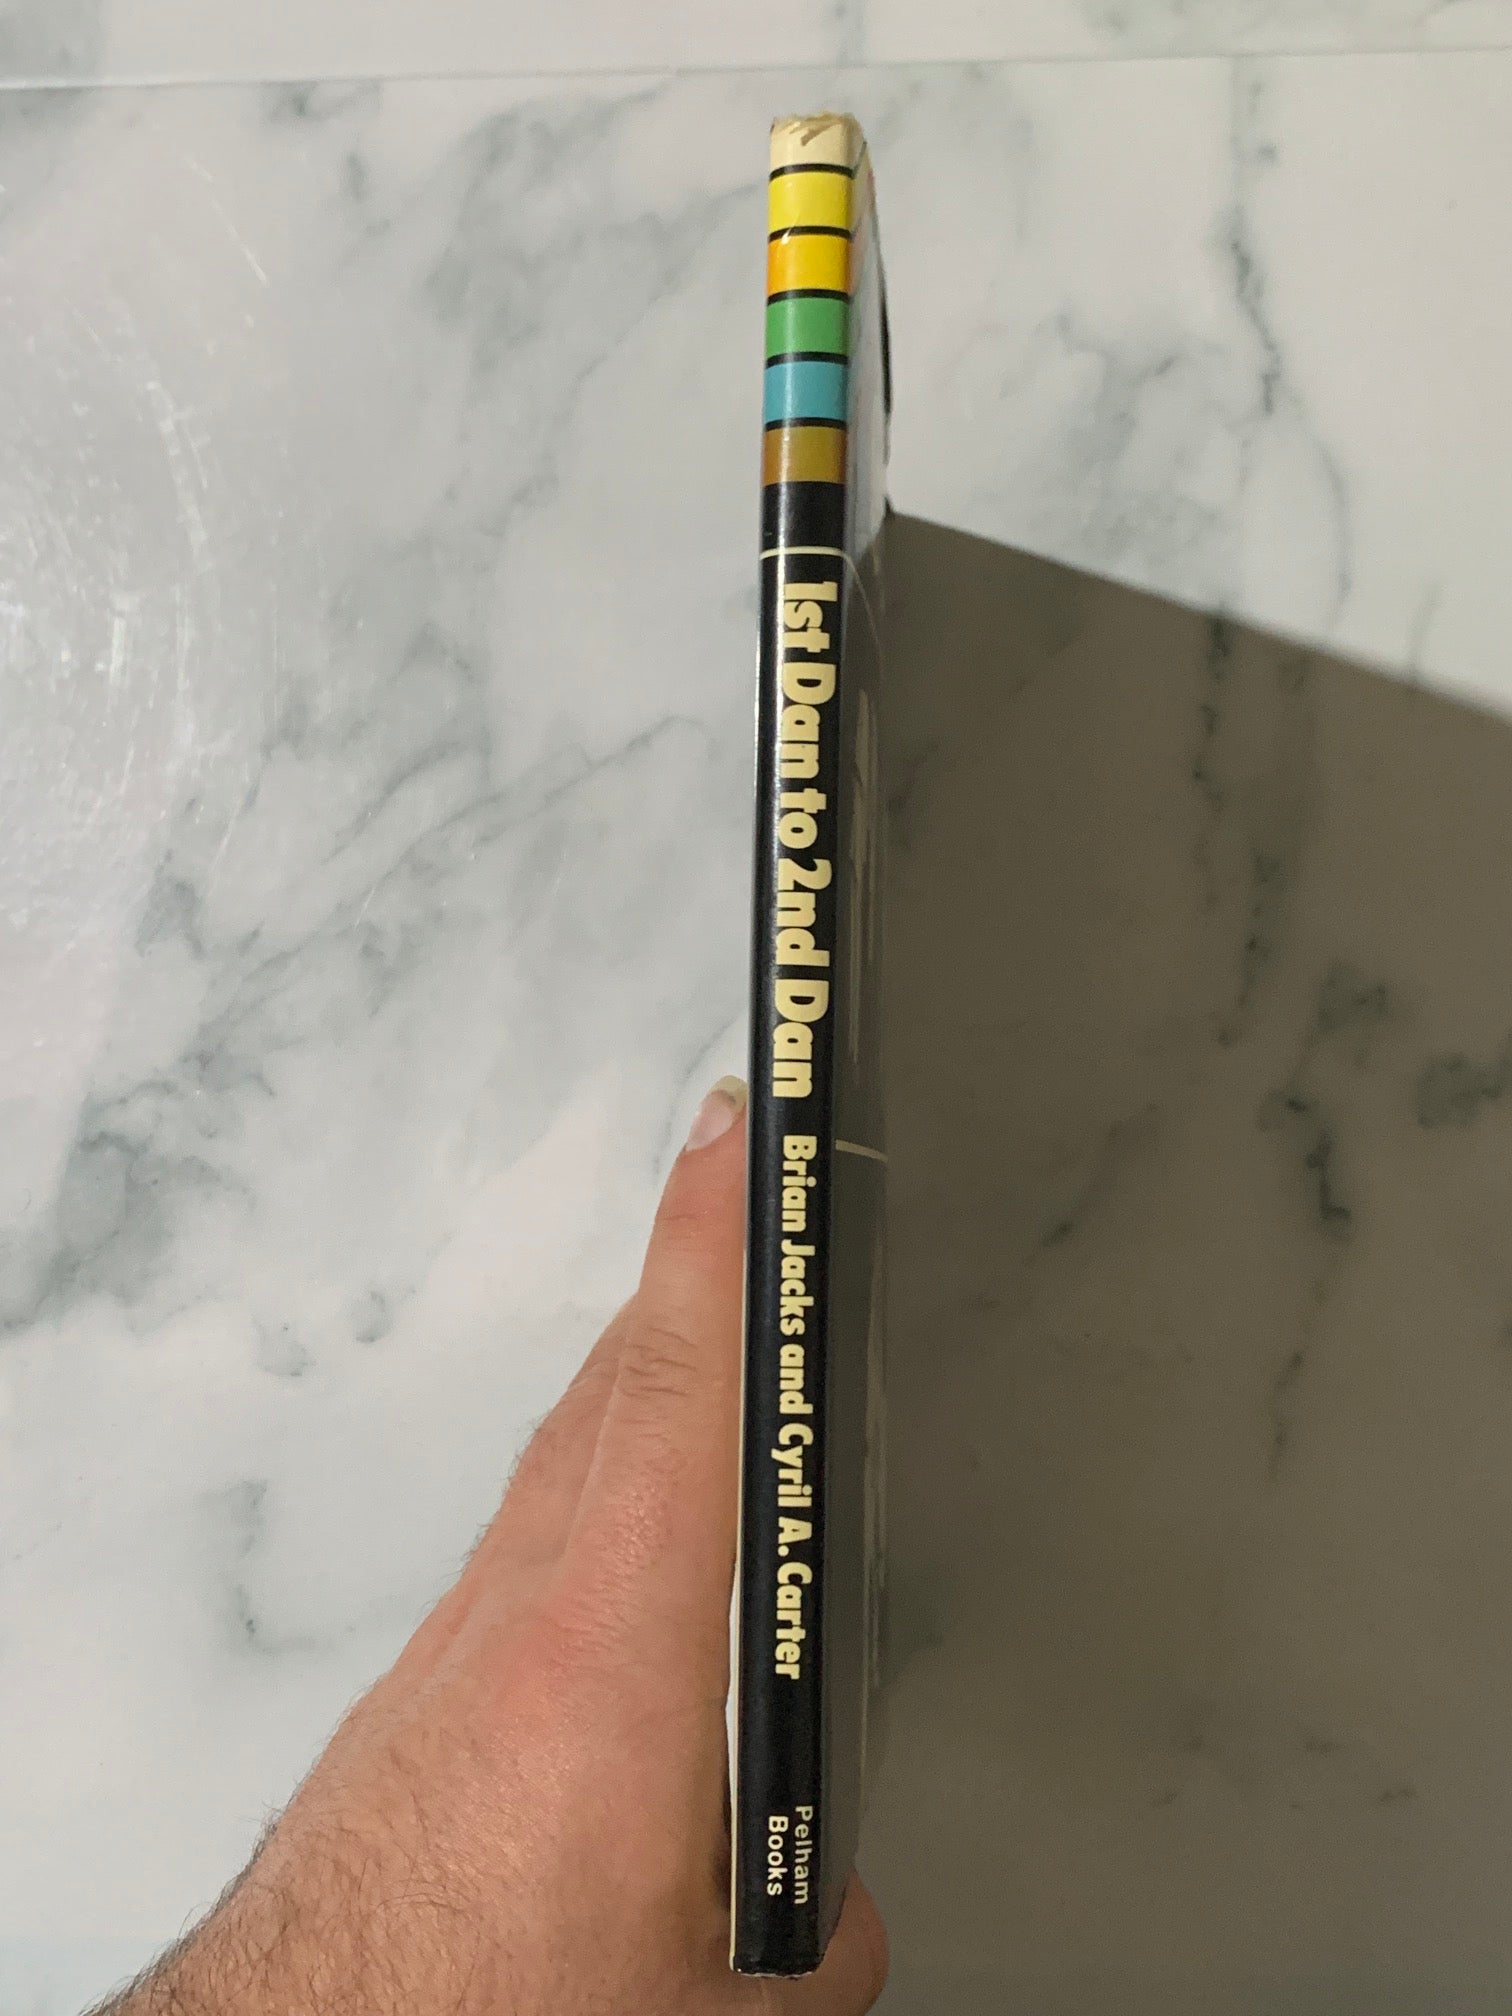 1st Dan to 2nd Dan
Brian Jacks and Cyril A. Carter
Pelham
Books